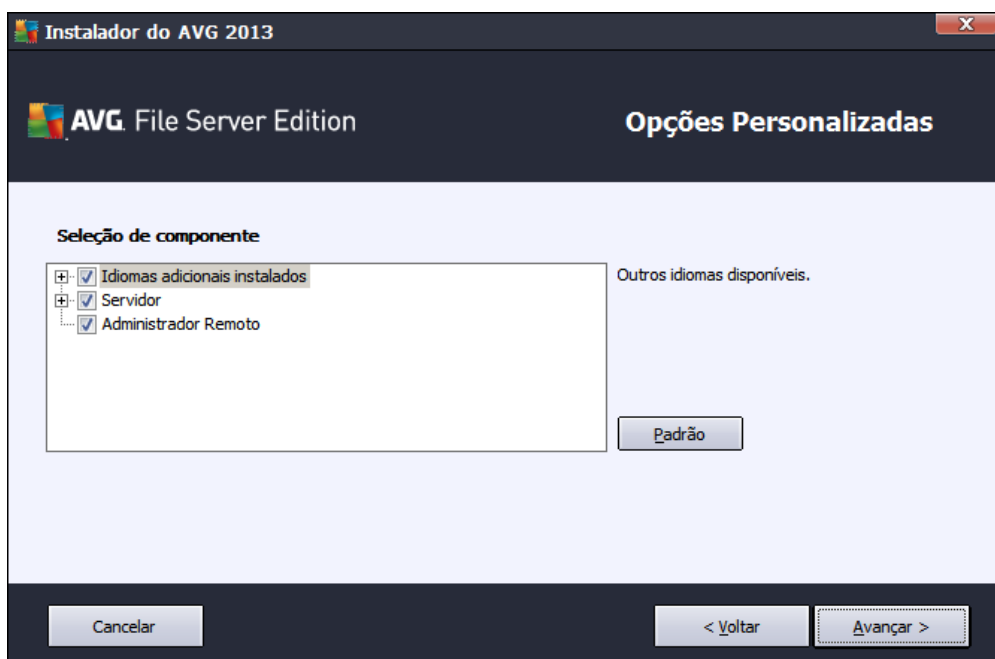 Instalador do AVG 2013
AVG. File Server Edition
Opções Personalizadas
Seleção de componente
Idiomas adicionais instalados
Outros idiomas disponíveis.
Servidor
Administrador Remoto
Padrão
Cancelar
< Voltar
Avançar >